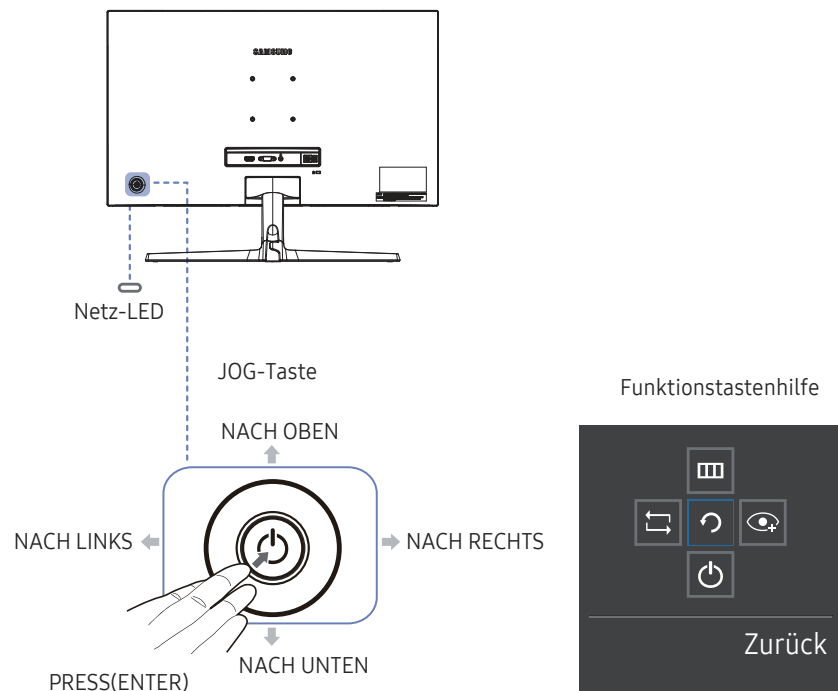 SAMSUNG
Netz-LED
JOG-Taste
NACH OBEN
NACH LINKS
NACH RECHTS
NACH UNTEN
PRESS(ENTER)
Funktionstastenhilfe
Zurück